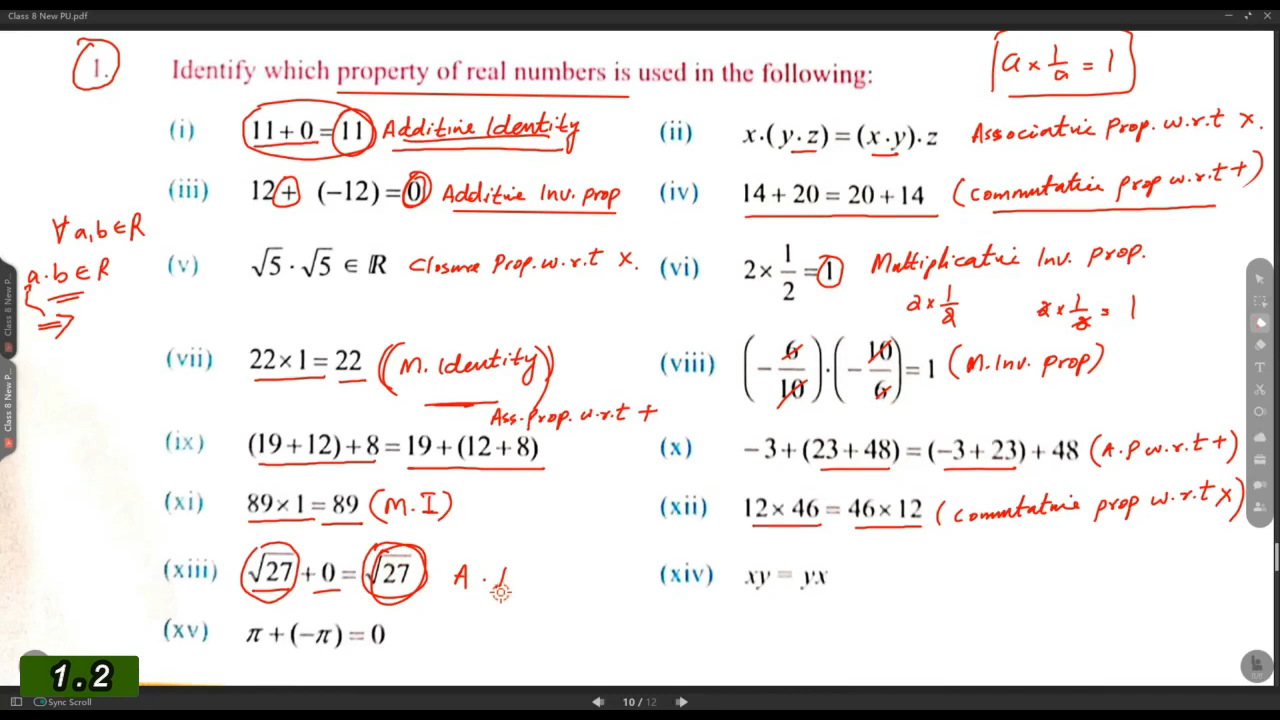 Class 8 New PU.pdf
1. Identify which property of real numbers is used in the following:
a × 1/a = 1
(i) 11 + 0 = 11 Additive Identity
(ii) x·(y·z) = (x·y)·z Associative Prop. w.r.t ×.
(iii) 12 + (−12) = 0 Additive Inv. prop
(iv) 14 + 20 = 20 + 14 (Commutative prop w.r.t +)
∀ a,b ∈ R
a.b ∈ R
⇒
(v) √5 · √5 ∈ ℝ Closure Prop. w.r.t ×.
(vi) 2 × 1/2 = 1 Multiplicative Inv. prop.
2 × 1/2 2 × 1/2 = 1
(vii) 22 × 1 = 22 (M. Identity)
(viii) (−6/10)·(−10/6) = 1 (M. Inv. prop)
Ass. prop. w.r.t +
(ix) (19 + 12) + 8 = 19 + (12 + 8)
(x) −3 + (23 + 48) = (−3 + 23) + 48 (A.P w.r.t +)
(xi) 89 × 1 = 89 (M.I)
(xii) 12 × 46 = 46 × 12 (Commutative prop w.r.t ×)
(xiii) √27 + 0 = √27 A .
(xiv) xy = yx
(xv) π + (−π) = 0
1.2
Sync Scroll
10 / 12